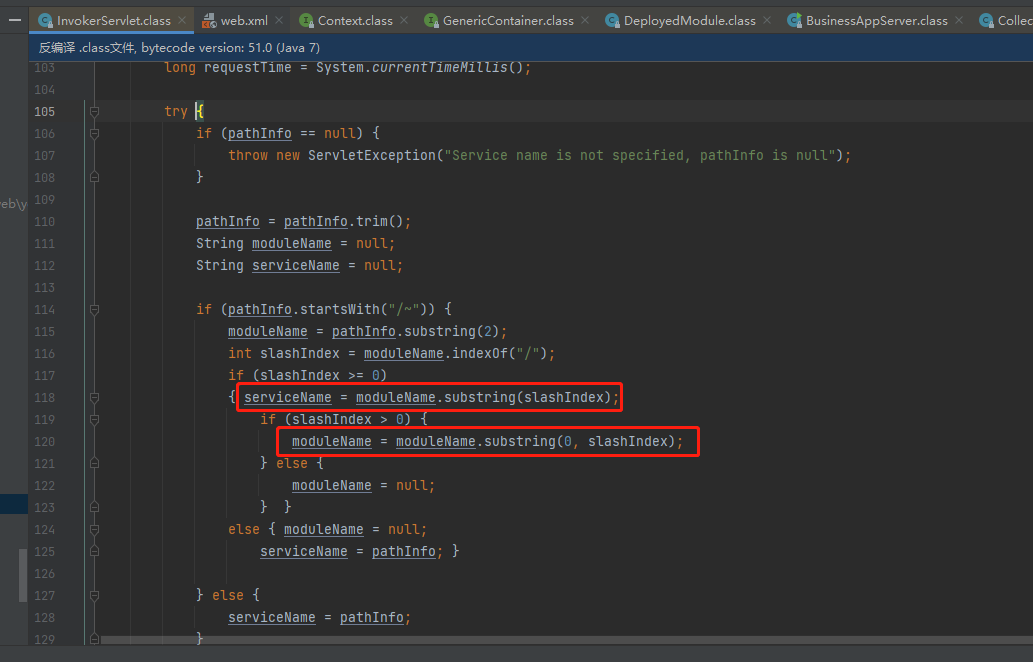 InvokerServlet.class × web.xml × Context.class × GenericContainer.class × DeployedModule.class × BusinessAppServer.class × Collec
反编译 .class文件, bytecode version: 51.0 (Java 7)
103 long requestTime = System.currentTimeMillis();
104
105 try {
106 if (pathInfo == null) {
107 throw new ServletException("Service name is not specified, pathInfo is null");
108 }
109
eb\y
110 pathInfo = pathInfo.trim();
111 String moduleName = null;
112 String serviceName = null;
113
114 if (pathInfo.startsWith("/~")) {
115 moduleName = pathInfo.substring(2);
116 int slashIndex = moduleName.indexOf("/");
117 if (slashIndex >= 0)
118 { serviceName = moduleName.substring(slashIndex);
119 if (slashIndex > 0) {
120 moduleName = moduleName.substring(0, slashIndex);
121 } else {
122 moduleName = null;
123 } }
124 else { moduleName = null;
125 serviceName = pathInfo; }
126
127 } else {
128 serviceName = pathInfo;
129 }